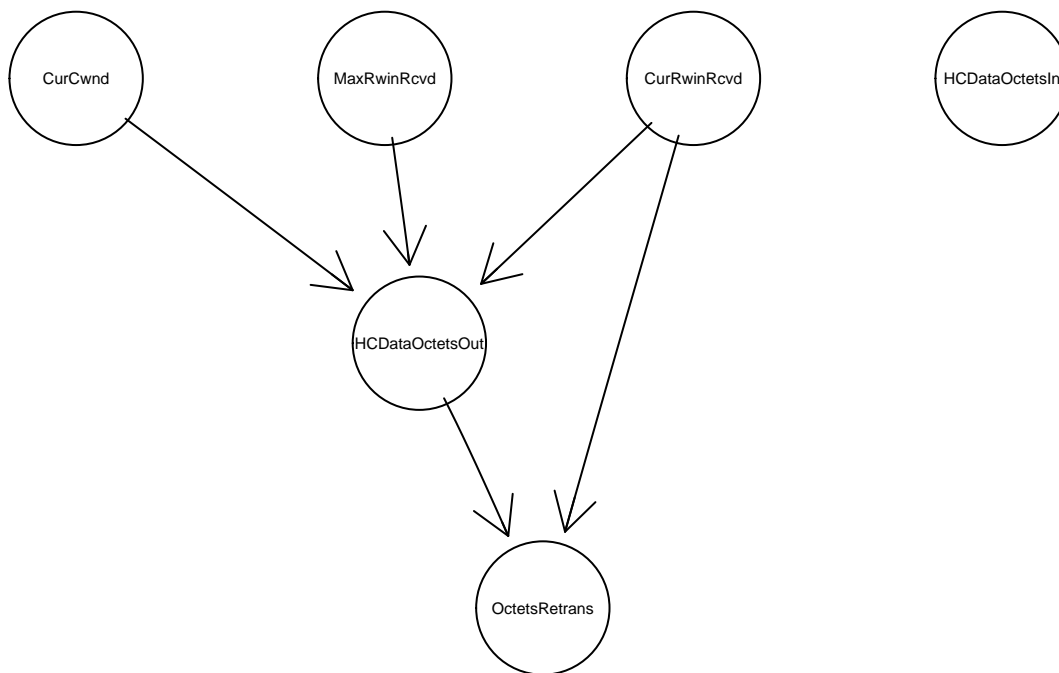 CurCwnd
MaxRwinRcvd
CurRwinRcvd
HCDataOctetsIn
HCDataOctetsOut
OctetsRetrans